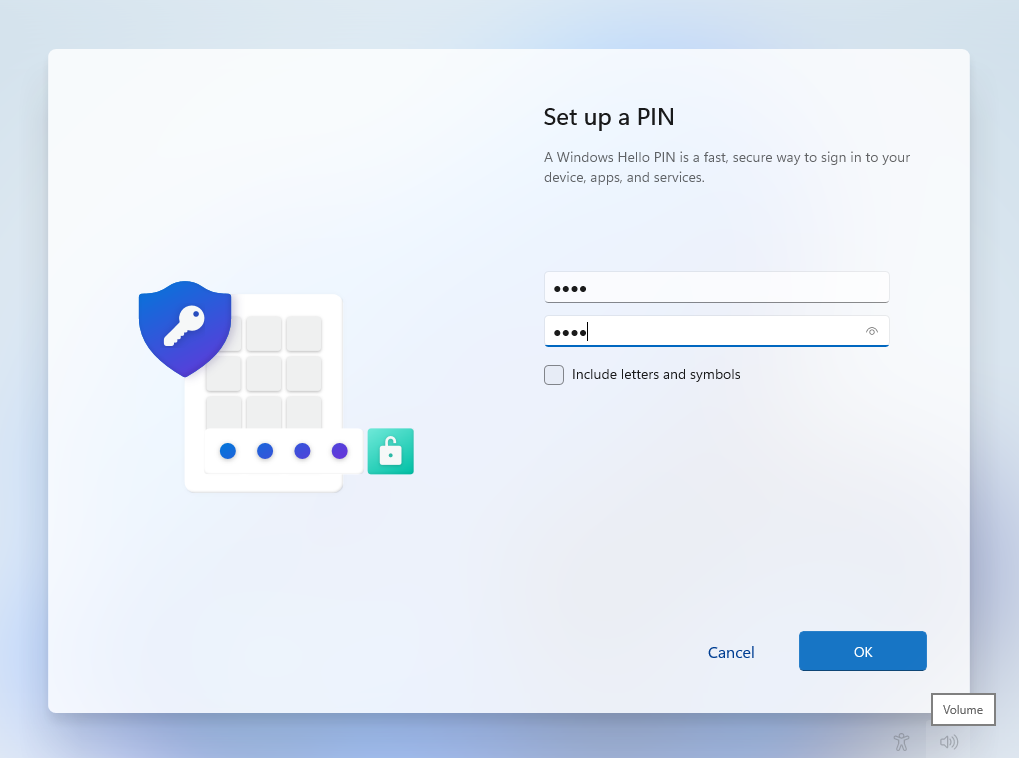 Set up a PIN
A Windows Hello PIN is a fast, secure way to sign in to your
device, apps, and services.
●●●●
●●●●
Include letters and symbols
Cancel
OK
Volume